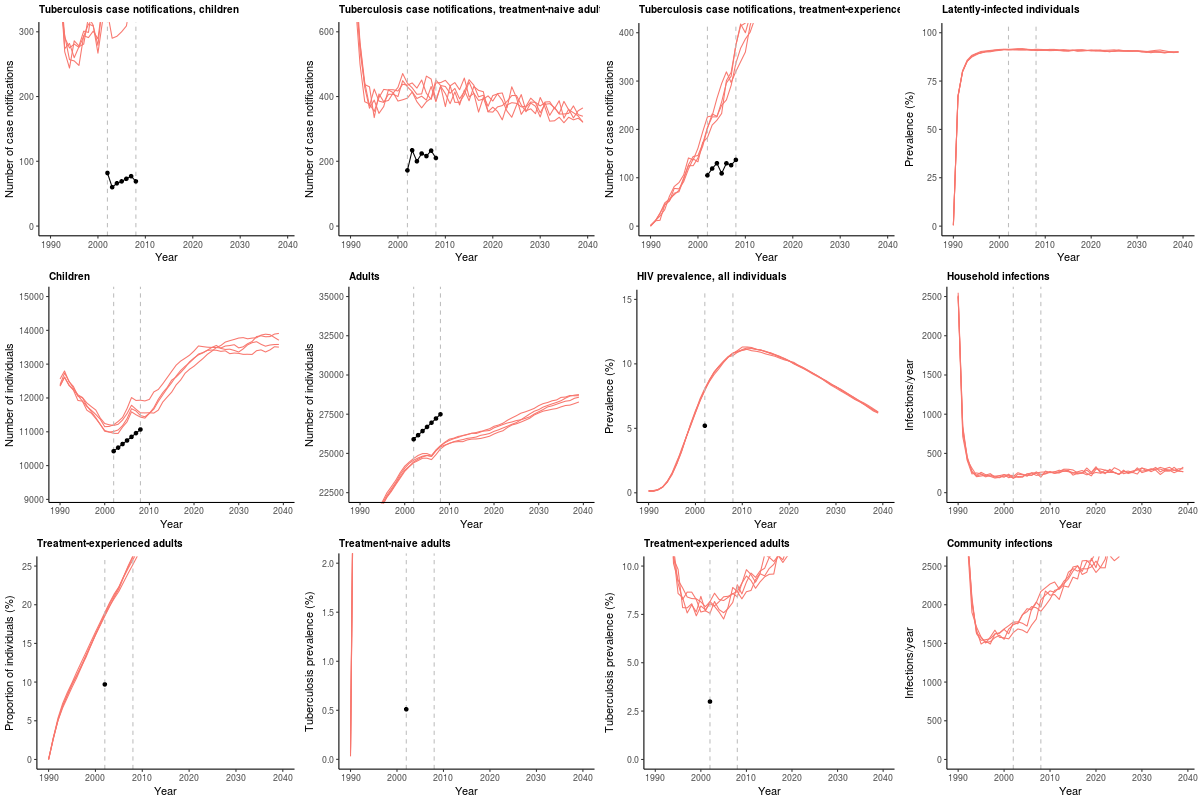 Tuberculosis case notifications, children
Number of case notifications
300
200
100
0
1990 2000 2010 2020 2030 2040
Year
Tuberculosis case notifications, treatment-naive adul
Number of case notifications
600
400
200
0
1990 2000 2010 2020 2030 2040
Year
Tuberculosis case notifications, treatment-experience
Number of case notifications
400
300
200
100
0
1990 2000 2010 2020 2030 2040
Year
Latently-infected individuals
Prevalence (%)
100
75
50
25
0
1990 2000 2010 2020 2030 2040
Year
Children
Number of individuals
15000
14000
13000
12000
11000
10000
9000
1990 2000 2010 2020 2030 2040
Year
Adults
Number of individuals
35000
32500
30000
27500
25000
22500
1990 2000 2010 2020 2030 2040
Year
HIV prevalence, all individuals
Prevalence (%)
15
10
5
0
1990 2000 2010 2020 2030 2040
Year
Household infections
Infections/year
2500
2000
1500
1000
500
0
1990 2000 2010 2020 2030 2040
Year
Treatment-experienced adults
Proportion of individuals (%)
25
20
15
10
5
0
1990 2000 2010 2020 2030 2040
Year
Treatment-naive adults
Tuberculosis prevalence (%)
2.0
1.5
1.0
0.5
0.0
1990 2000 2010 2020 2030 2040
Year
Treatment-experienced adults
Tuberculosis prevalence (%)
10.0
7.5
5.0
2.5
0.0
1990 2000 2010 2020 2030 2040
Year
Community infections
Infections/year
2500
2000
1500
1000
500
0
1990 2000 2010 2020 2030 2040
Year